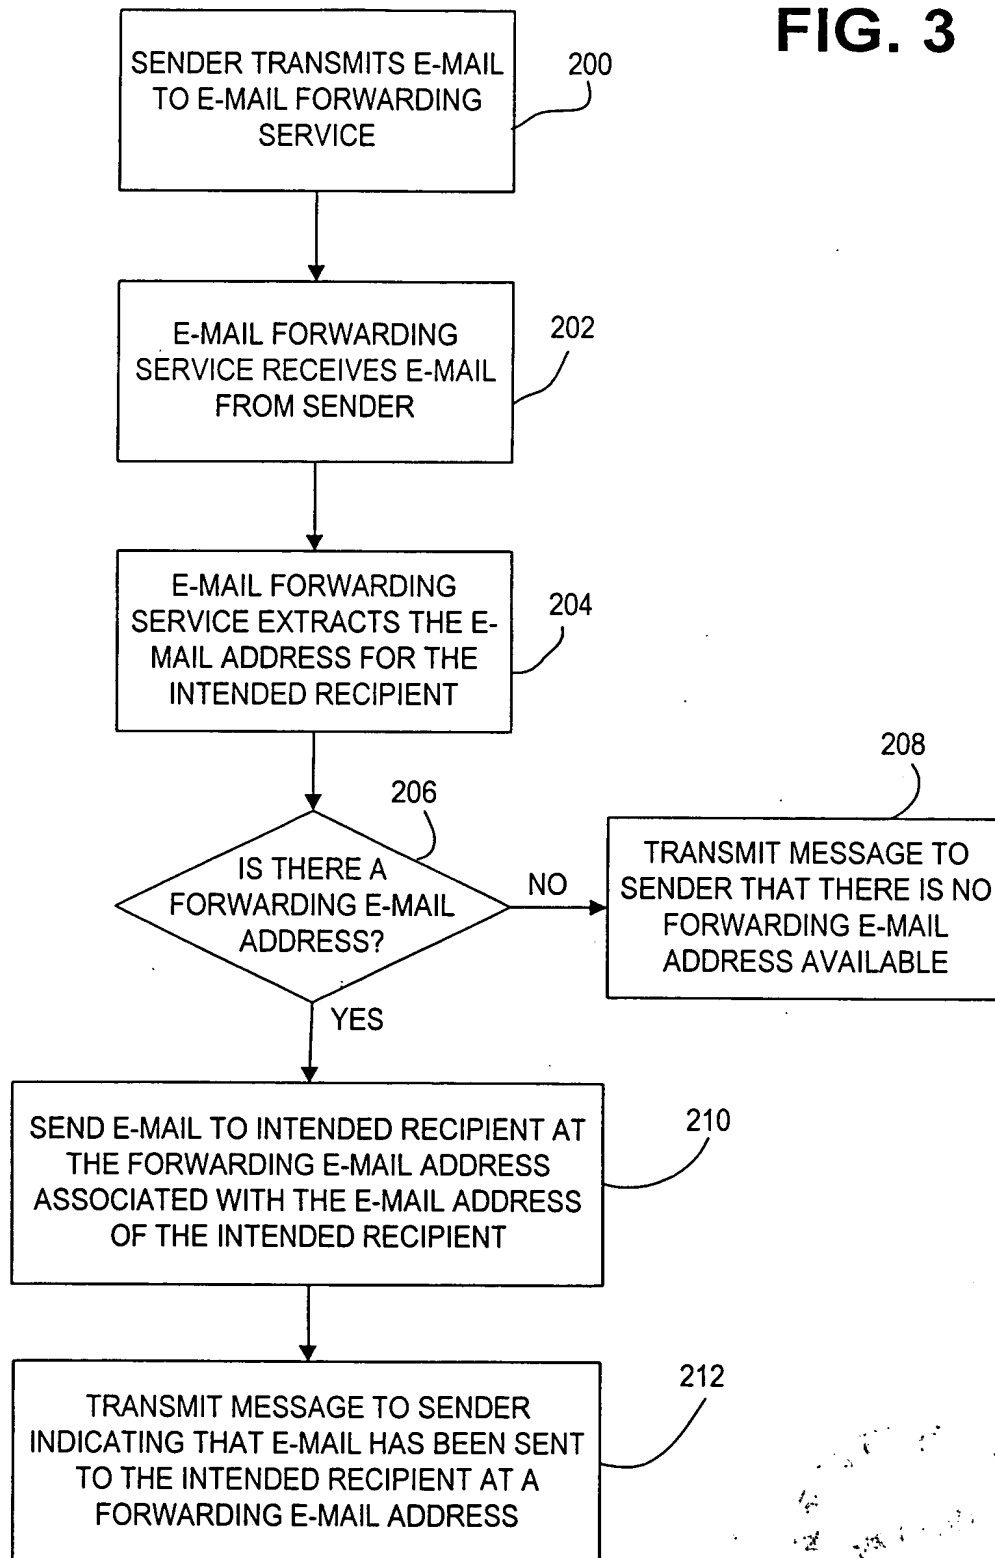 FIG. 3
SENDER TRANSMITS E-MAIL
TO E-MAIL FORWARDING
SERVICE
200
E-MAIL FORWARDING
SERVICE RECEIVES E-MAIL
FROM SENDER
202
E-MAIL FORWARDING
SERVICE EXTRACTS THE E-
MAIL ADDRESS FOR THE
INTENDED RECIPIENT
204
206
IS THERE A
FORWARDING E-MAIL
ADDRESS?
NO
208
TRANSMIT MESSAGE TO
SENDER THAT THERE IS NO
FORWARDING E-MAIL
ADDRESS AVAILABLE
YES
SEND E-MAIL TO INTENDED RECIPIENT AT
THE FORWARDING E-MAIL ADDRESS
ASSOCIATED WITH THE E-MAIL ADDRESS
OF THE INTENDED RECIPIENT
210
TRANSMIT MESSAGE TO SENDER
INDICATING THAT E-MAIL HAS BEEN SENT
TO THE INTENDED RECIPIENT AT A
FORWARDING E-MAIL ADDRESS
212